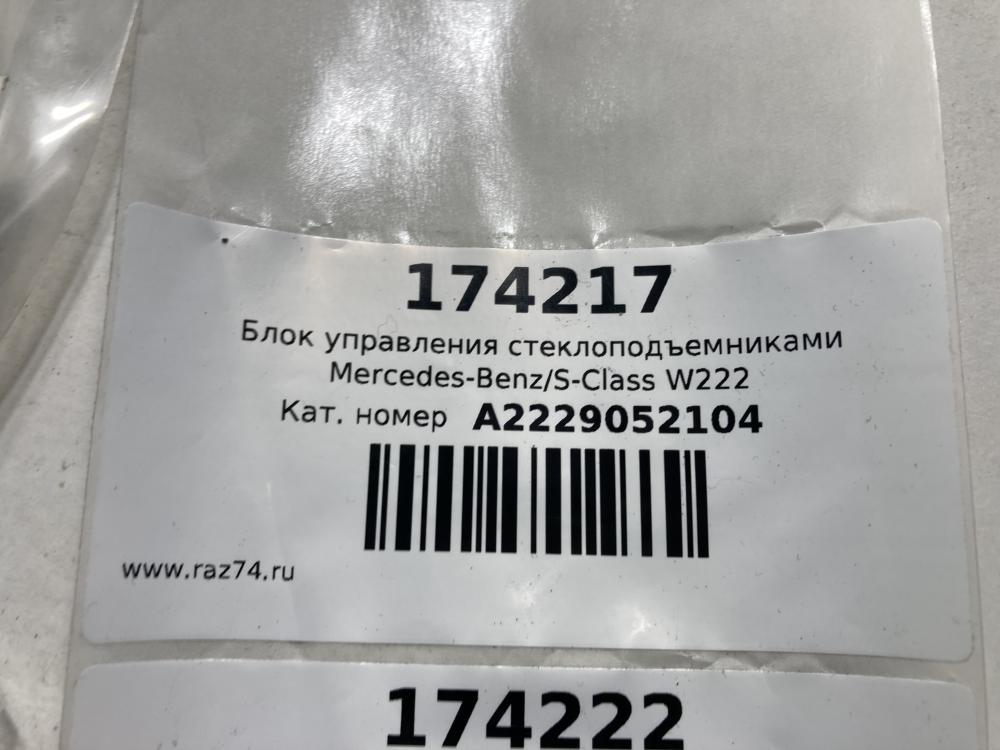 174217
Блок управления стеклоподъемниками
Mercedes-Benz/S-Class W222
Кат. номер A2229052104
www.raz74.ru
174222